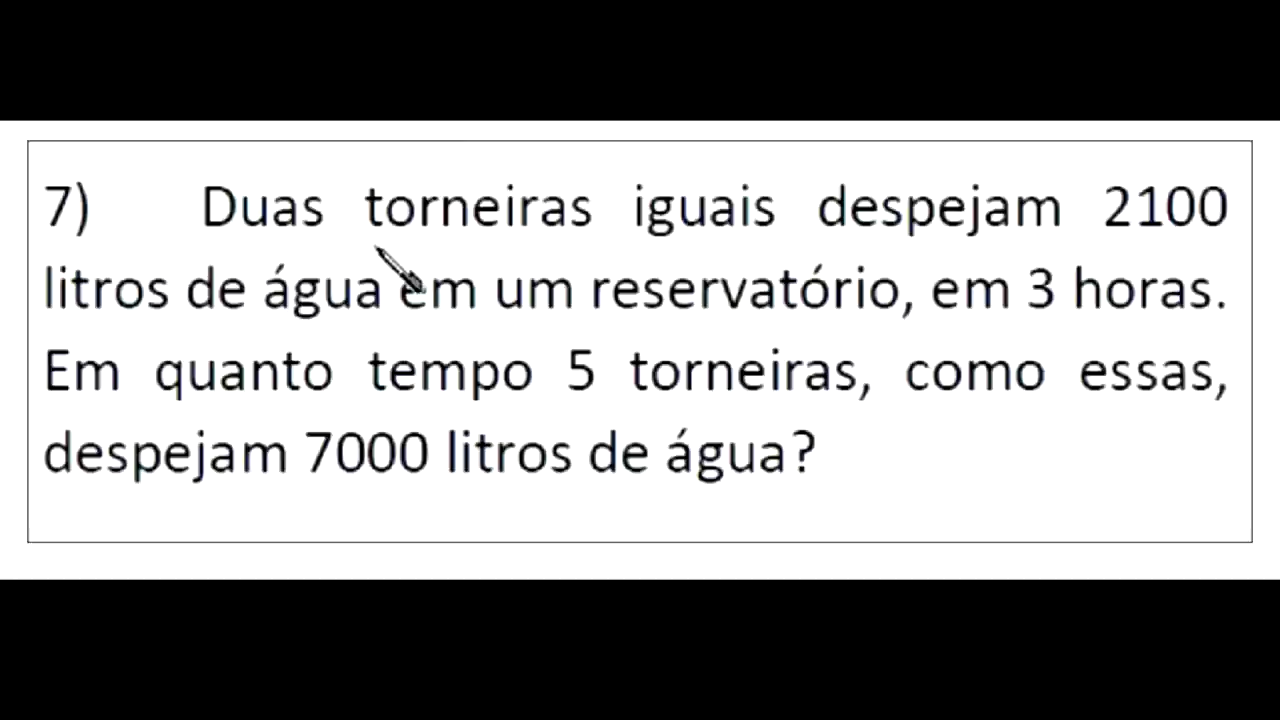 7) Duas torneiras iguais despejam 2100
litros de água em um reservatório, em 3 horas.
Em quanto tempo 5 torneiras, como essas,
despejam 7000 litros de água?